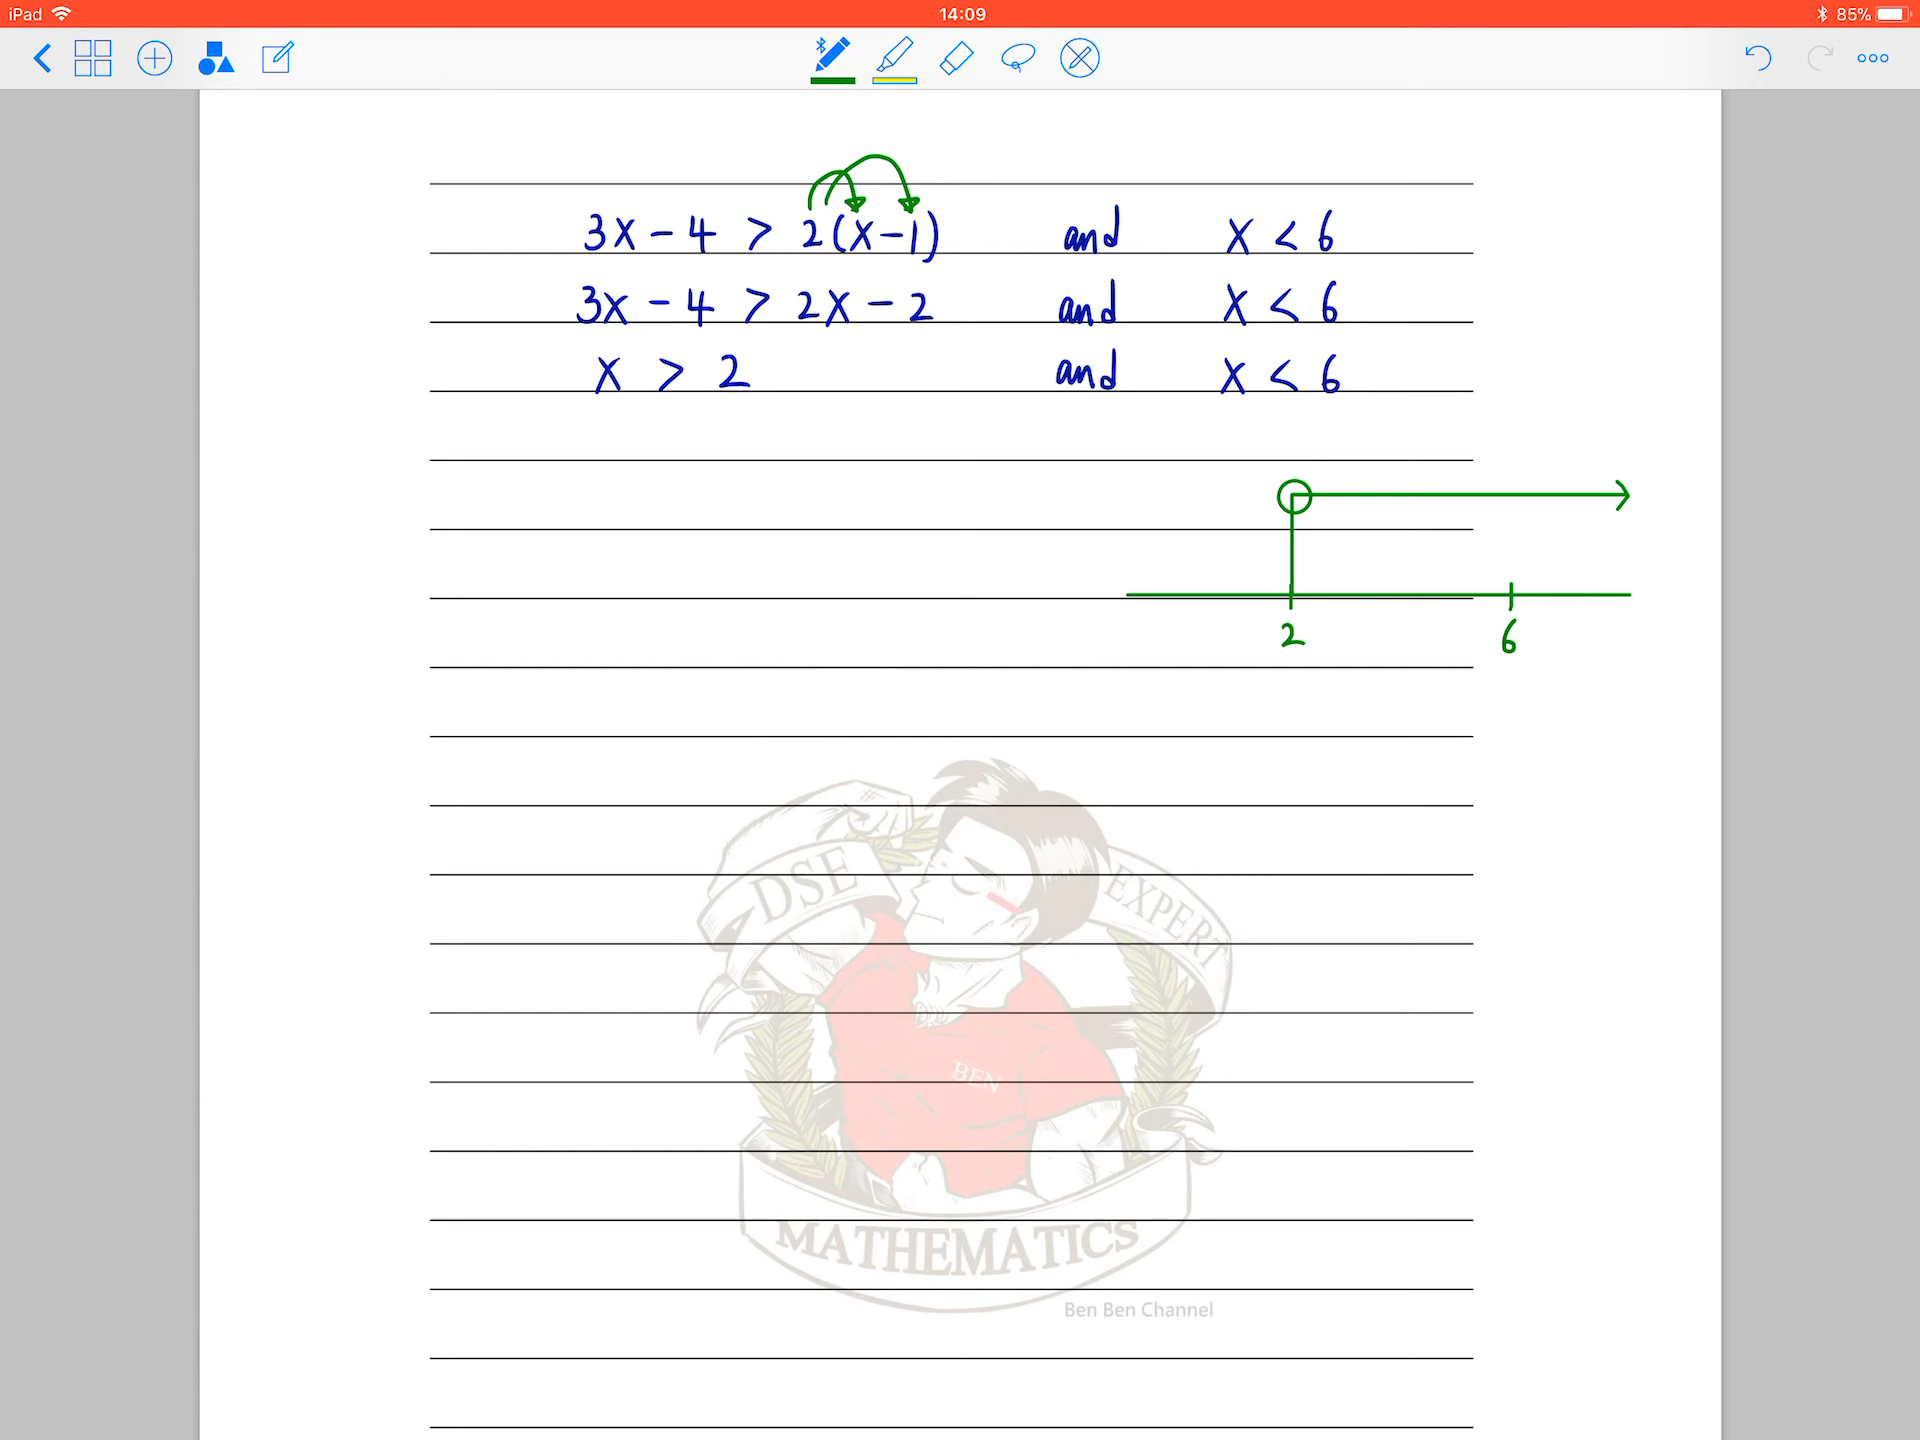 iPad 14:09 85%
3x - 4 > 2(x - 1) and x < 6
3x - 4 > 2x - 2 and x < 6
x > 2 and x < 6
2 6
DSE EXPERT
BEN
MATHEMATICS
Ben Ben Channel